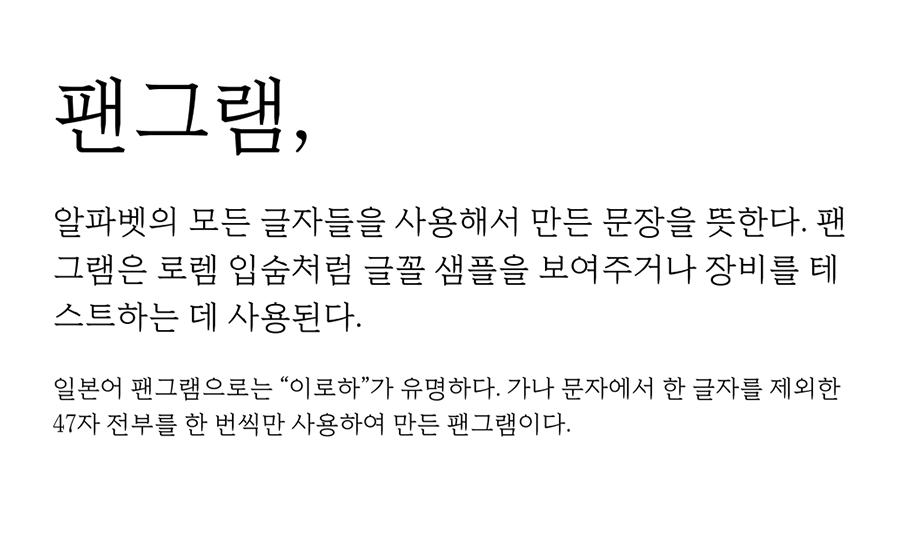 팬그램,
알파벳의 모든 글자들을 사용해서 만든 문장을 뜻한다. 팬
그램은 로렘 입숨처럼 글꼴 샘플을 보여주거나 장비를 테
스트하는 데 사용된다.
일본어 팬그램으로는 “이로하”가 유명하다. 가나 문자에서 한 글자를 제외한
47자 전부를 한 번씩만 사용하여 만든 팬그램이다.